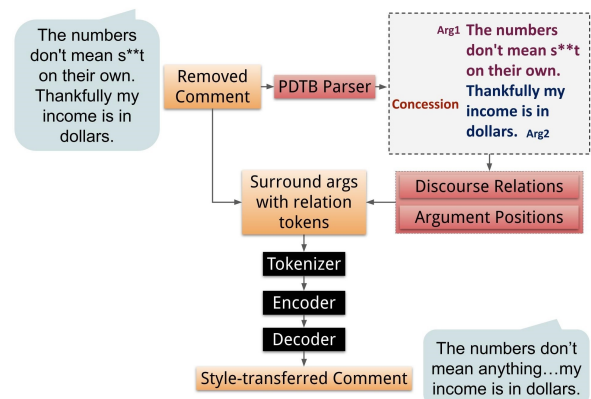 The numbers
don't mean s**t
on their own.
Thankfully my
income is in
dollars.
Removed
Comment
PDTB Parser
Arg1 The numbers
don't mean s**t
on their own.
Concession Thankfully my
income is in
dollars. Arg2
Surround args
with relation
tokens
Discourse Relations
Argument Positions
Tokenizer
Encoder
Decoder
Style-transferred Comment
The numbers don’t
mean anything…my
income is in dollars.